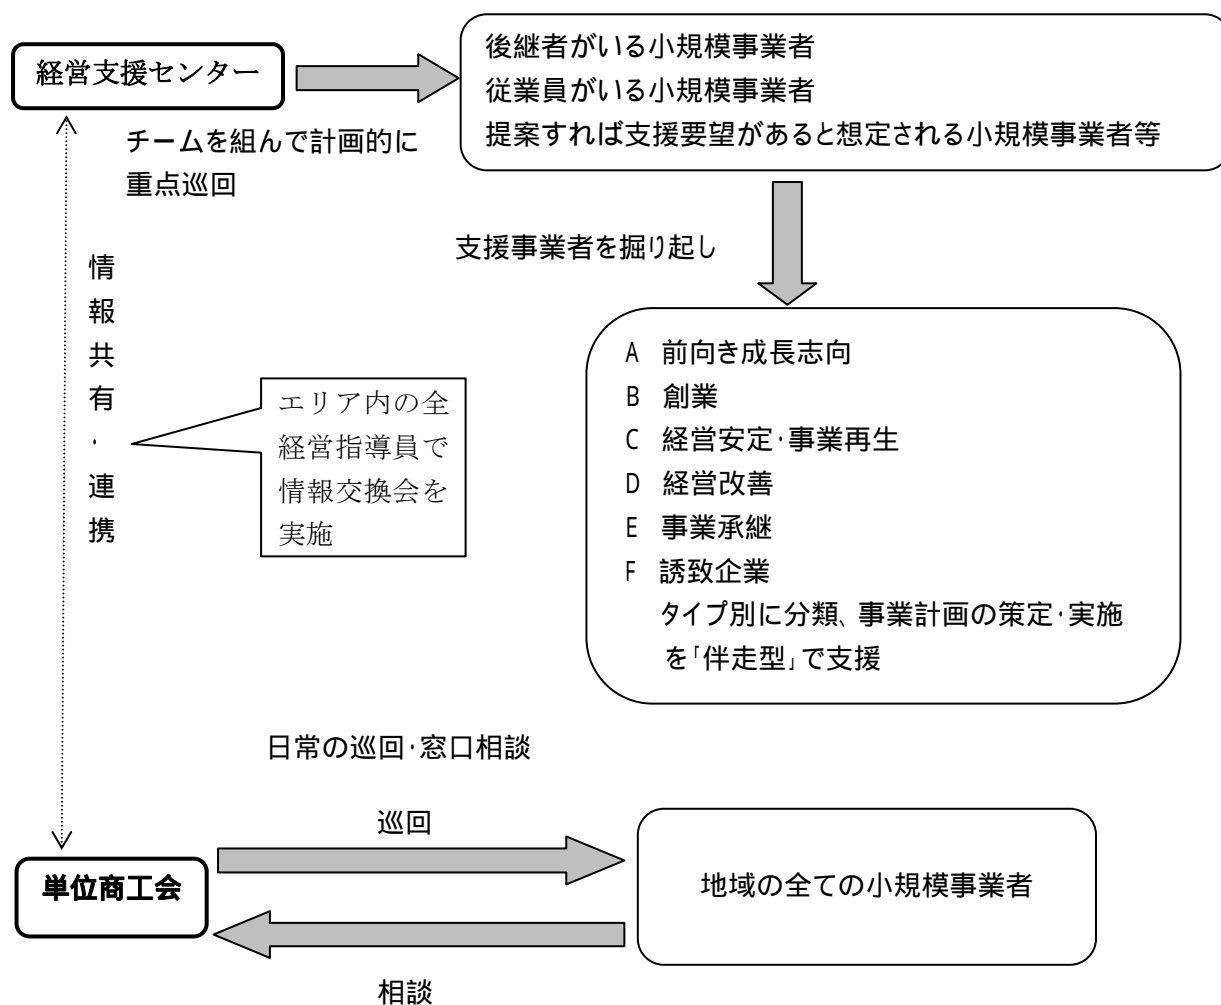 経営支援センター
後継者がいる小規模事業者
従業員がいる小規模事業者
提案すれば支援要望があると想定される小規模事業者等
チームを組んで計画的に
重点巡回
支援事業者を掘り起し
情報共有・連携
エリア内の全
経営指導員で
情報交換会を
実施
A 前向き成長志向
B 創業
C 経営安定・事業再生
D 経営改善
E 事業承継
F 誘致企業
タイプ別に分類、事業計画の策定・実施
を「伴走型」で支援
日常の巡回・窓口相談
巡回
単位商工会
地域の全ての小規模事業者
相談